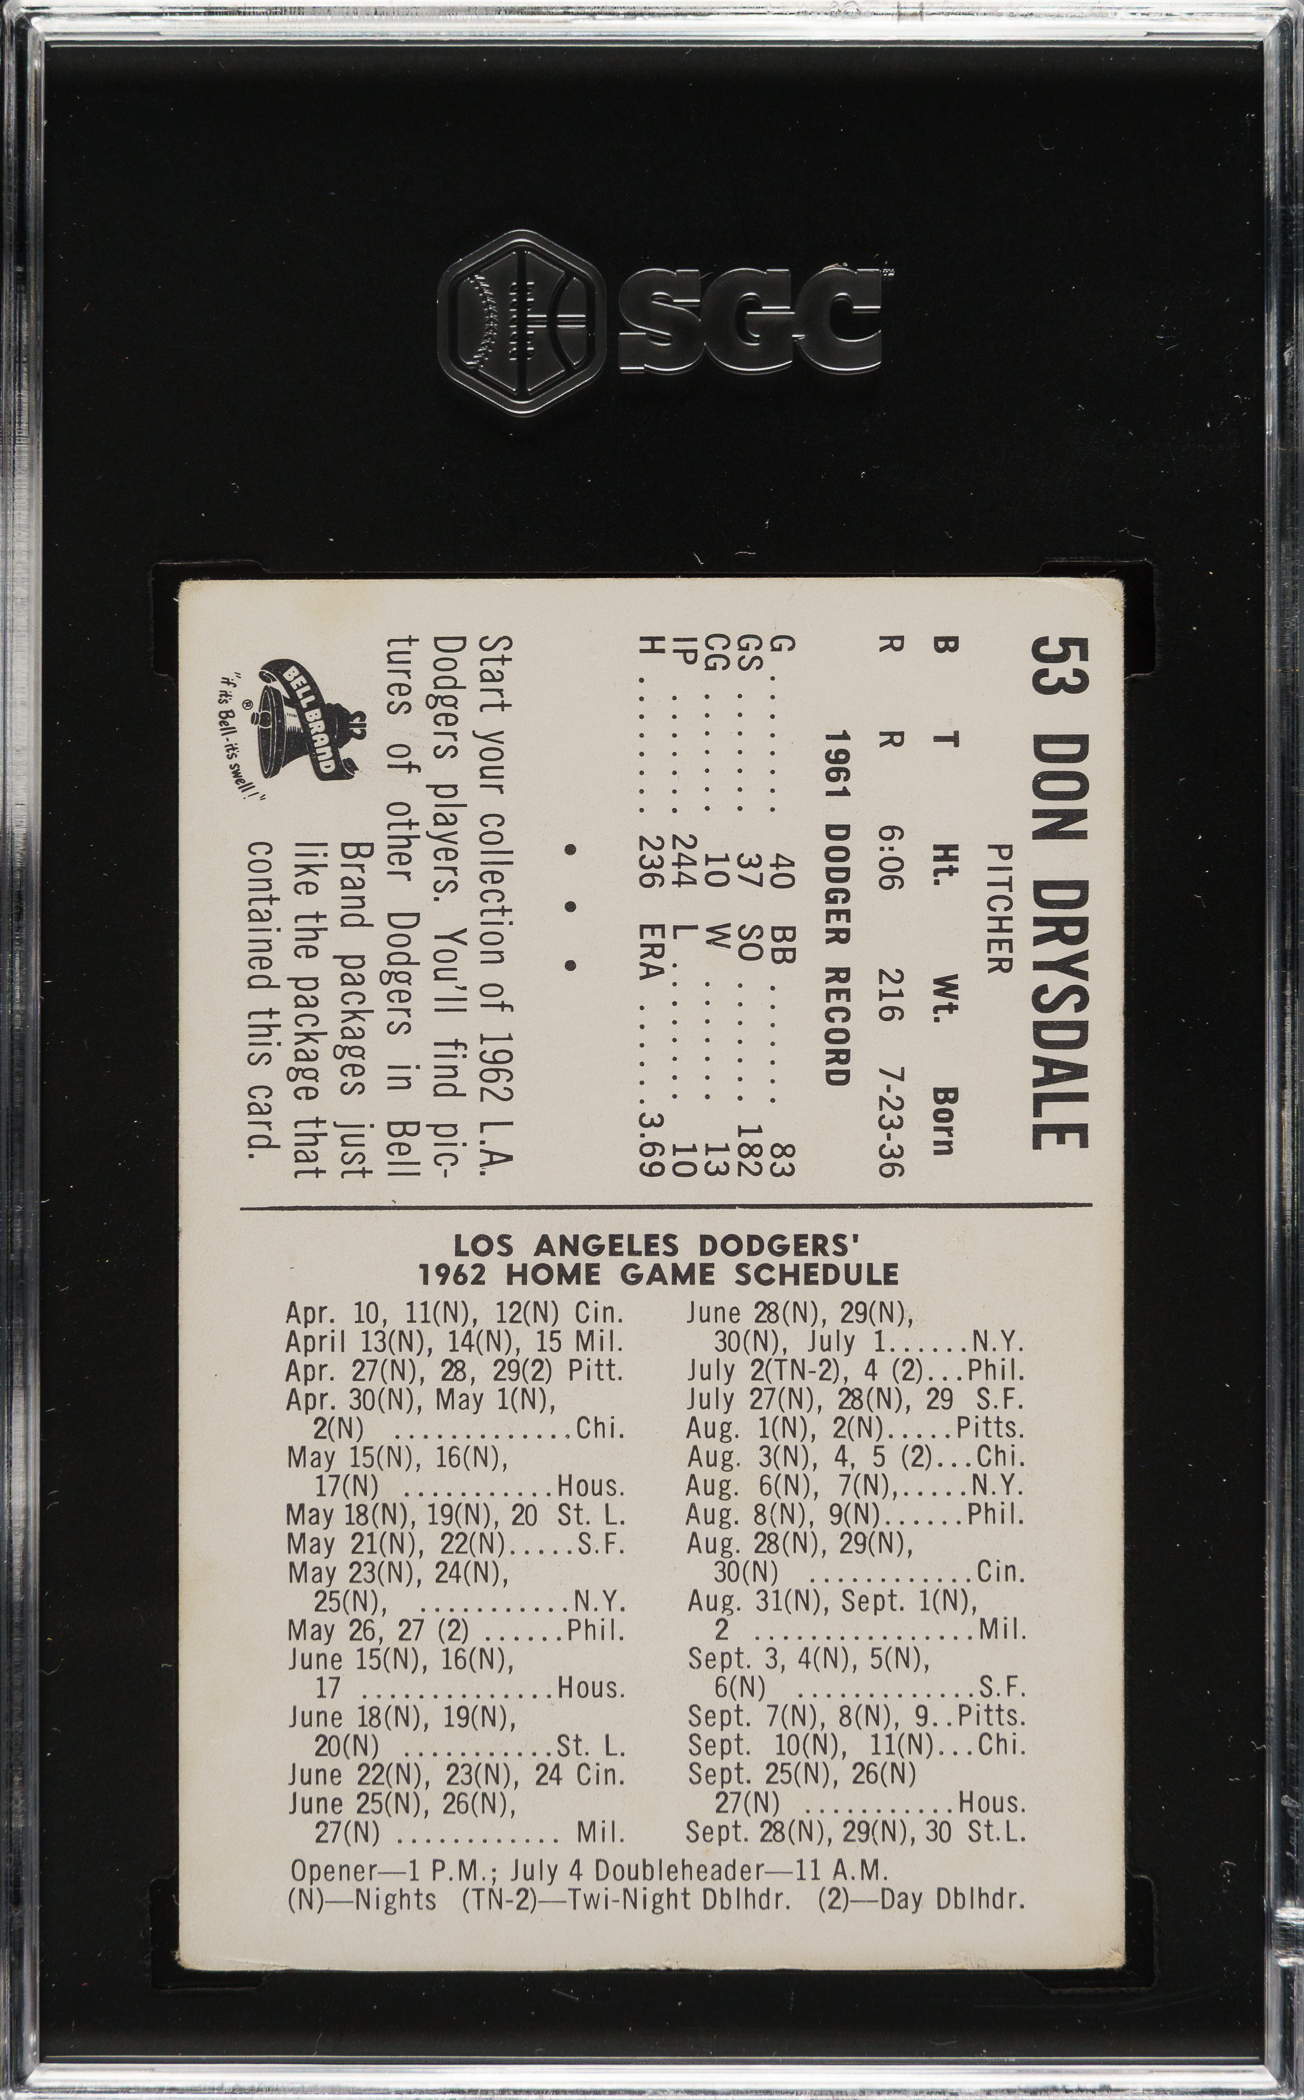 SGC
53 DON DRYSDALE
PITCHER
B T Ht. Wt. Born
R R 6:06 216 7-23-36
1961 DODGER RECORD
G ......... 40 BB ........ 83
GS ........ 37 SO ........ 182
CG ........ 10 W ........ 13
IP ........ 244 L ......... 10
H ......... 236 ERA ...... 3.69
• • •
Start your collection of 1962 L.A.
Dodgers players. You'll find pic-
tures of other Dodgers in Bell
Brand packages just
like the package that
contained this card.
BELL BRAND
®
"if it's Bell-it's swell!"
LOS ANGELES DODGERS'
1962 HOME GAME SCHEDULE
Apr. 10, 11(N), 12(N) Cin.
April 13(N), 14(N), 15 Mil.
Apr. 27(N), 28, 29(2) Pitt.
Apr. 30(N), May 1(N),
2(N) .............Chi.
May 15(N), 16(N),
17(N) ...........Hous.
May 18(N), 19(N), 20 St. L.
May 21(N), 22(N).....S.F.
May 23(N), 24(N),
25(N), ...........N.Y.
May 26, 27 (2) ......Phil.
June 15(N), 16(N),
17 ..............Hous.
June 18(N), 19(N),
20(N) ...........St. L.
June 22(N), 23(N), 24 Cin.
June 25(N), 26(N),
27(N) ............ Mil.
June 28(N), 29(N),
30(N), July 1......N.Y.
July 2(TN-2), 4 (2)...Phil.
July 27(N), 28(N), 29 S.F.
Aug. 1(N), 2(N).....Pitts.
Aug. 3(N), 4, 5 (2)...Chi.
Aug. 6(N), 7(N),.....N.Y.
Aug. 8(N), 9(N)......Phil.
Aug. 28(N), 29(N),
30(N) ............Cin.
Aug. 31(N), Sept. 1(N),
2 ................Mil.
Sept. 3, 4(N), 5(N),
6(N) .............S.F.
Sept. 7(N), 8(N), 9..Pitts.
Sept. 10(N), 11(N)...Chi.
Sept. 25(N), 26(N)
27(N) ...........Hous.
Sept. 28(N), 29(N), 30 St.L.
Opener—1 P.M.; July 4 Doubleheader—11 A.M.
(N)—Nights (TN-2)—Twi-Night Dblhdr. (2)—Day Dblhdr.